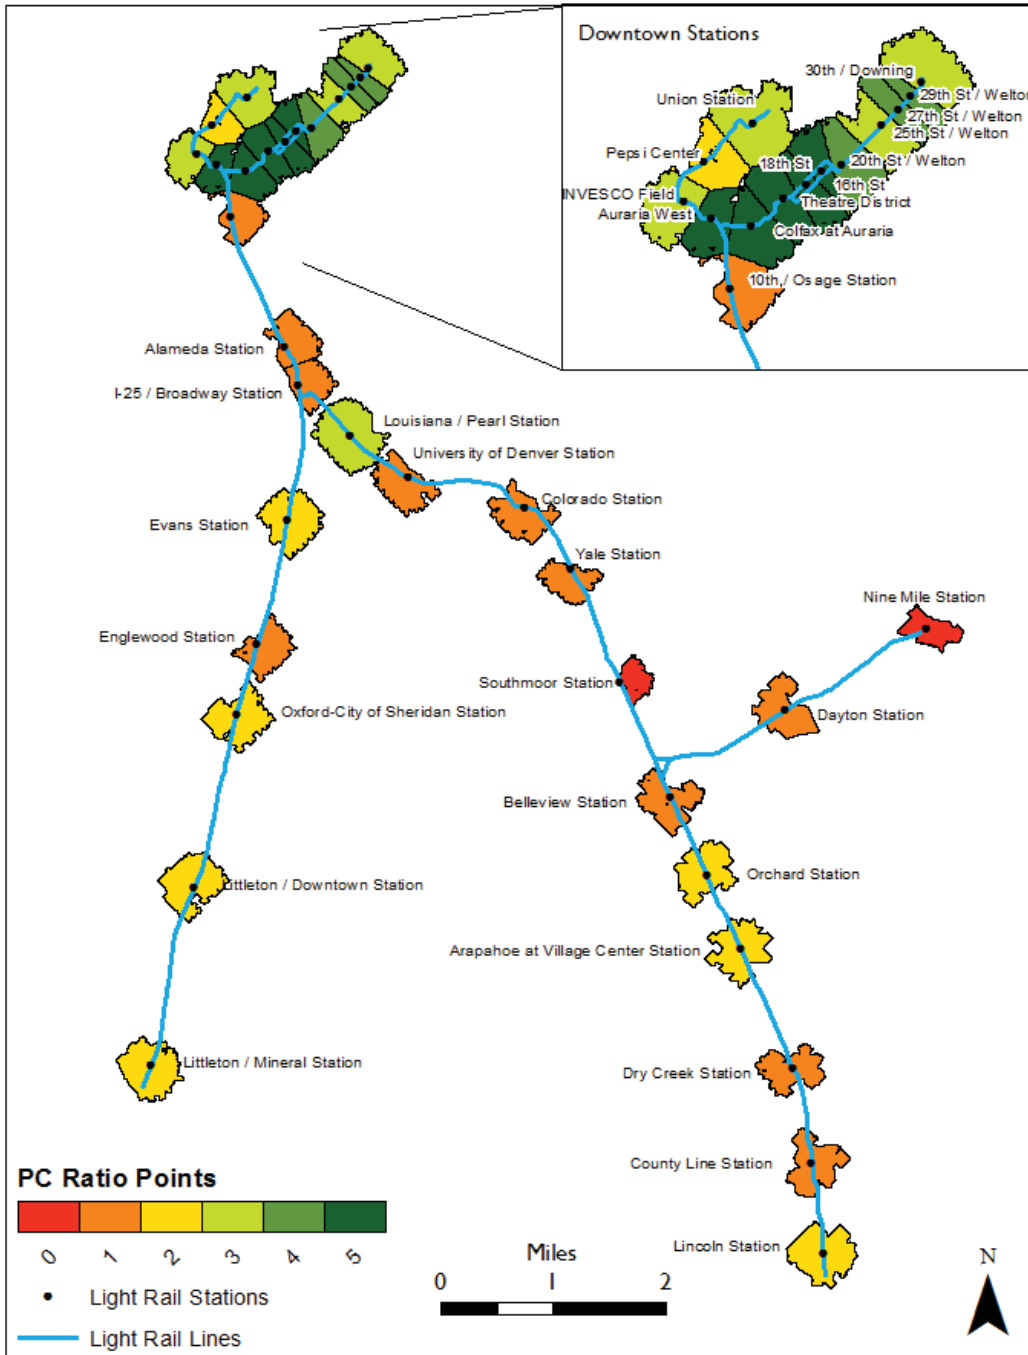 Downtown Stations
30th / Downing
Union Station
29th St / Welton
27th St / Welton
25th St / Welton
Pepsi Center
18th St
20th St / Welton
16th St
INVESCO Field
Theatre District
Auraria West
Colfax at Auraria
10th / Osage Station
Alameda Station
I-25 / Broadway Station
Louisiana / Pearl Station
University of Denver Station
Colorado Station
Evans Station
Yale Station
Nine Mile Station
Englewood Station
Southmoor Station
Oxford-City of Sheridan Station
Dayton Station
Belleview Station
Orchard Station
Littleton / Downtown Station
Arapahoe at Village Center Station
Littleton / Mineral Station
Dry Creek Station
County Line Station
PC Ratio Points
0 1 2 3 4 5
Lincoln Station
Miles
0 1 2
N
Light Rail Stations
Light Rail Lines